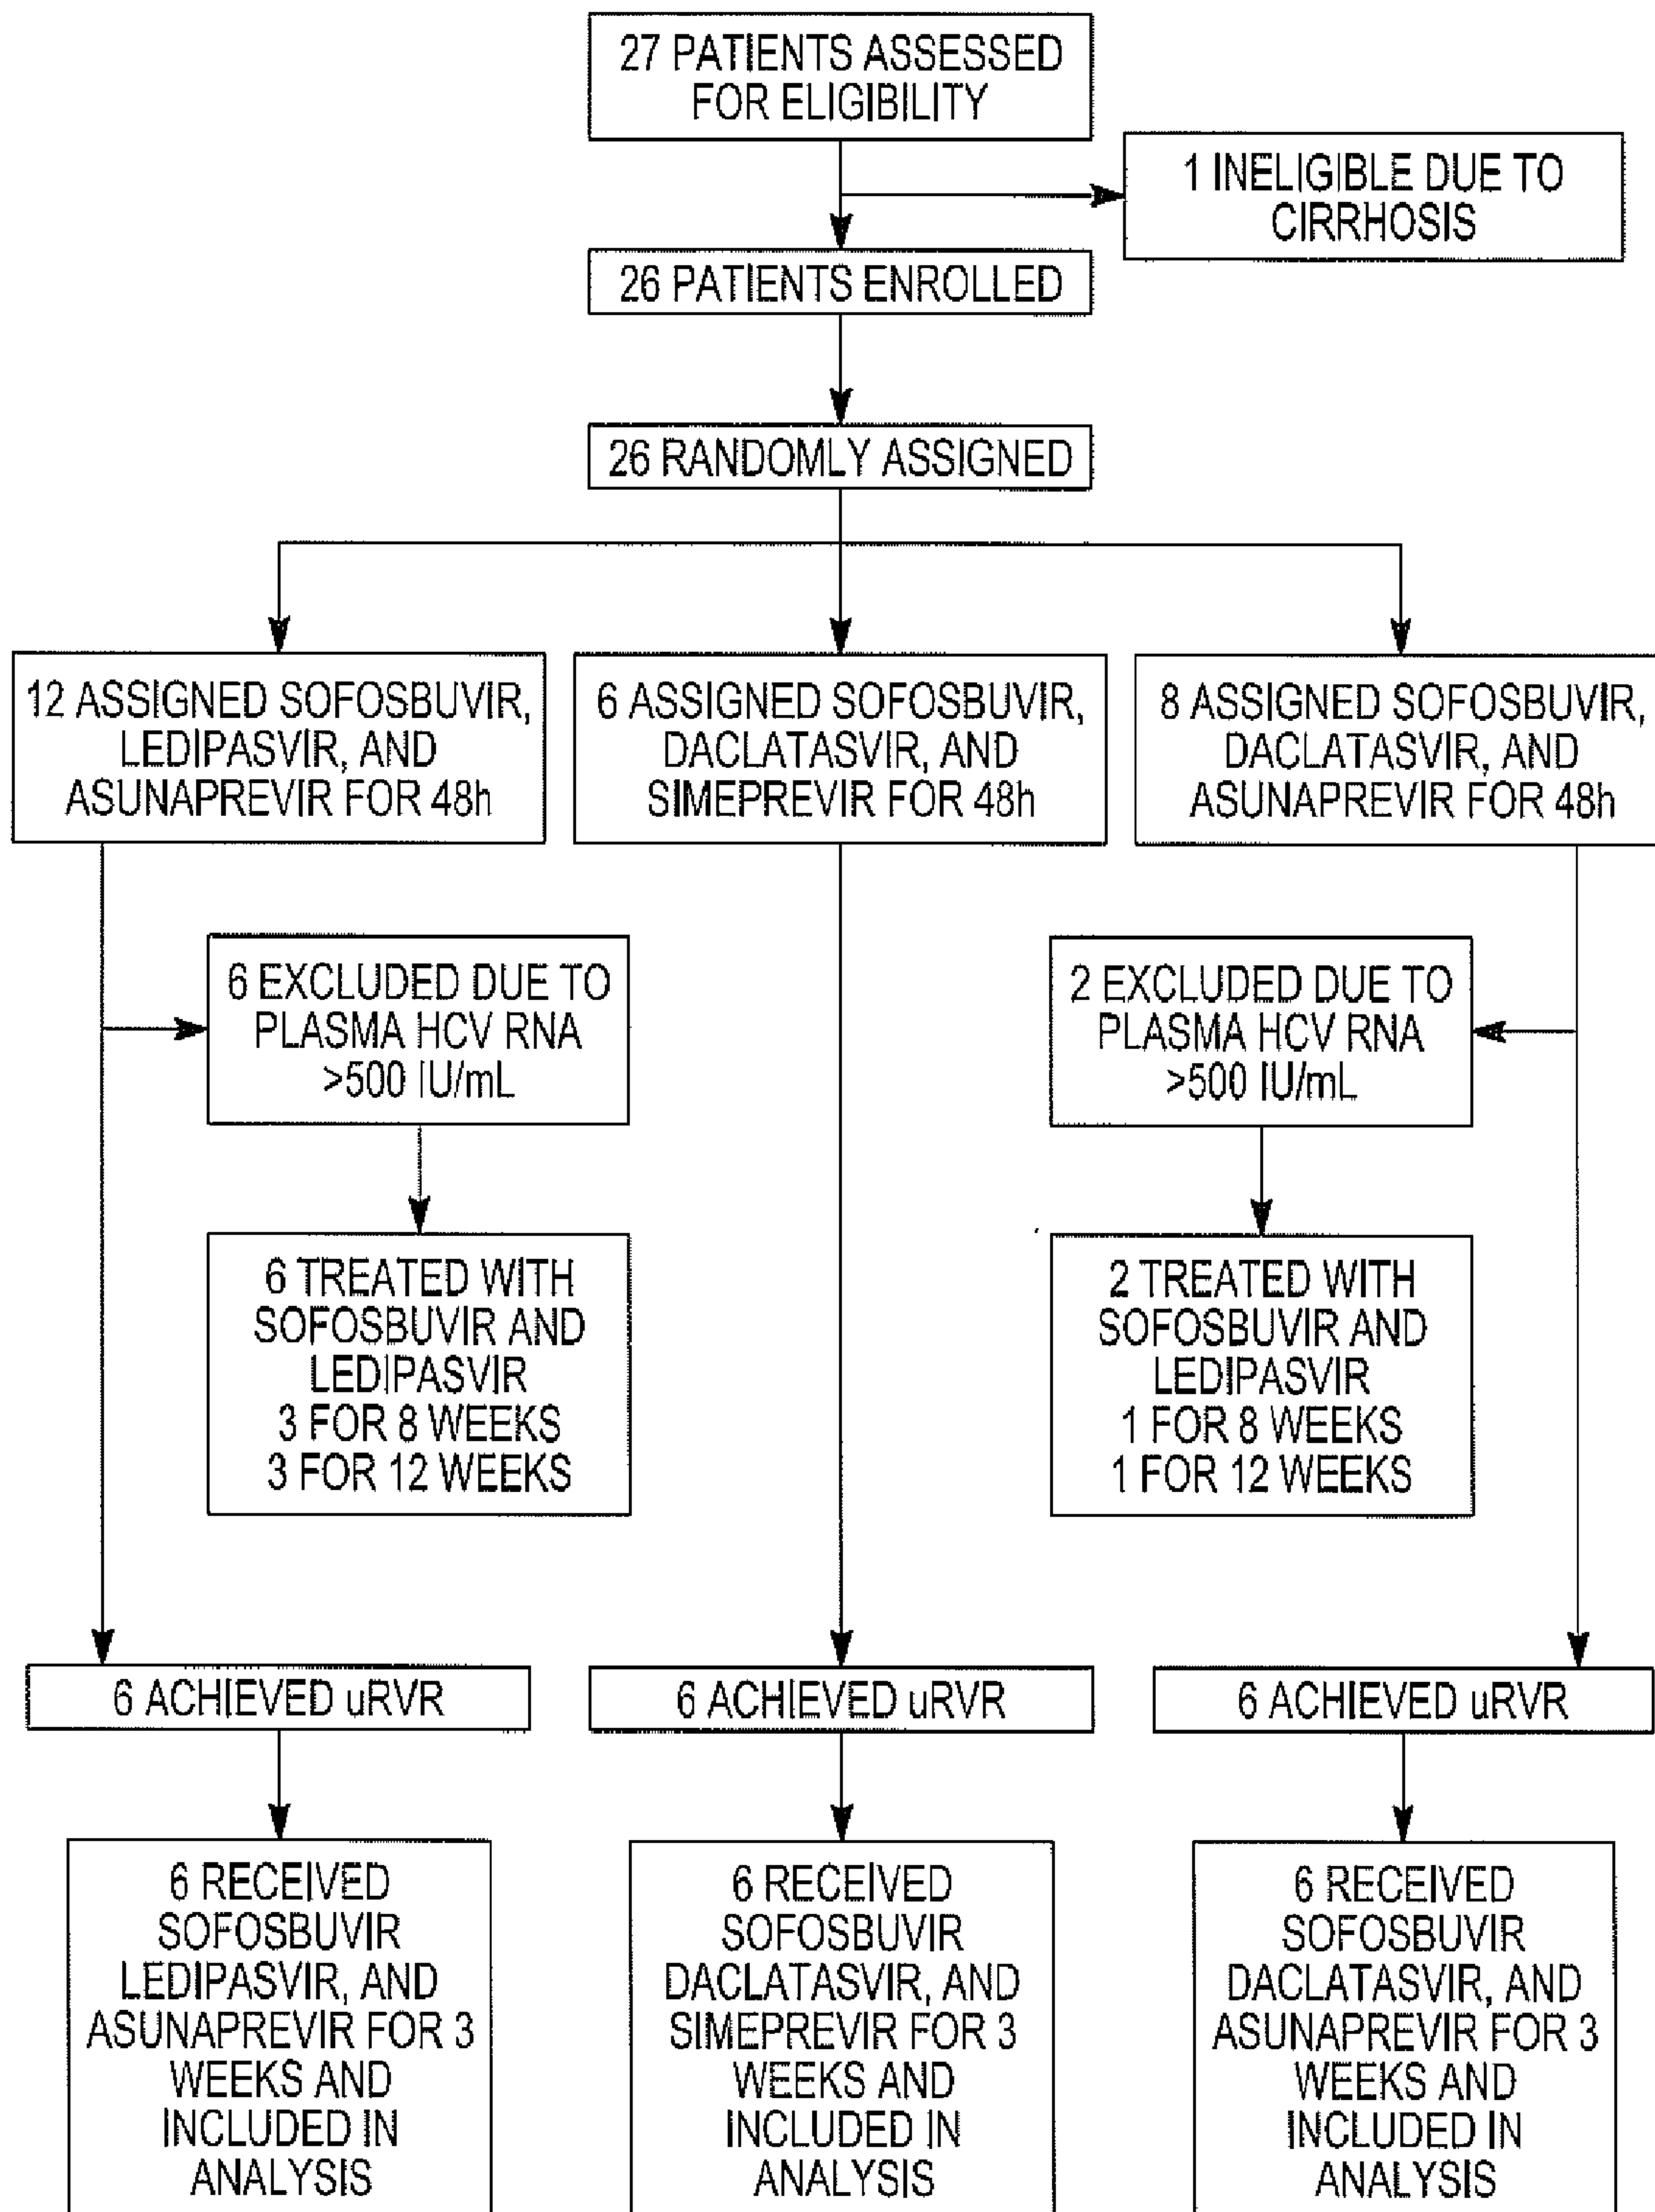 27 PATIENTS ASSESSED
FOR ELIGIBILITY
1 INELIGIBLE DUE TO
CIRRHOSIS
26 PATIENTS ENROLLED
26 RANDOMLY ASSIGNED
12 ASSIGNED SOFOSBUVIR,
LEDIPASVIR, AND
ASUNAPREVIR FOR 48h
6 ASSIGNED SOFOSBUVIR,
DACLATASVIR, AND
SIMEPREVIR FOR 48h
8 ASSIGNED SOFOSBUVIR,
DACLATASVIR, AND
ASUNAPREVIR FOR 48h
6 EXCLUDED DUE TO
PLASMA HCV RNA
>500 IU/mL
2 EXCLUDED DUE TO
PLASMA HCV RNA
>500 IU/mL
6 TREATED WITH
SOFOSBUVIR AND
LEDIPASVIR
3 FOR 8 WEEKS
3 FOR 12 WEEKS
2 TREATED WITH
SOFOSBUVIR AND
LEDIPASVIR
1 FOR 8 WEEKS
1 FOR 12 WEEKS
6 ACHIEVED uRVR
6 ACHIEVED uRVR
6 ACHIEVED uRVR
6 RECEIVED
SOFOSBUVIR
LEDIPASVIR, AND
ASUNAPREVIR FOR 3
WEEKS AND
INCLUDED IN
ANALYSIS
6 RECEIVED
SOFOSBUVIR
DACLATASVIR, AND
SIMEPREVIR FOR 3
WEEKS AND
INCLUDED IN
ANALYSIS
6 RECEIVED
SOFOSBUVIR
DACLATASVIR, AND
ASUNAPREVIR FOR 3
WEEKS AND
INCLUDED IN
ANALYSIS